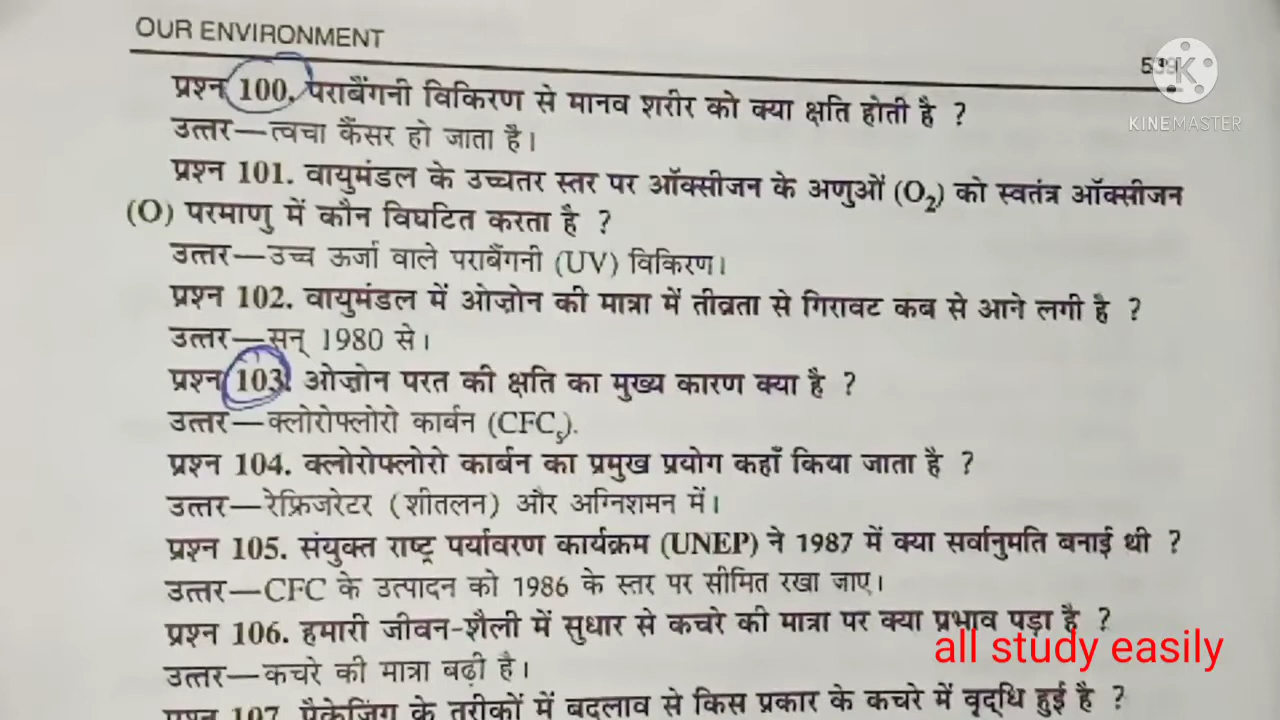 OUR ENVIRONMENT
KINEMASTER
प्रश्न 100. पराबैंगनी विकिरण से मानव शरीर को क्या क्षति होती है ?
उत्तर—त्वचा कैंसर हो जाता है।
प्रश्न 101. वायुमंडल के उच्चतर स्तर पर ऑक्सीजन के अणुओं (O₂) को स्वतंत्र ऑक्सीजन
(O) परमाणु में कौन विघटित करता है ?
उत्तर—उच्च ऊर्जा वाले पराबैंगनी (UV) विकिरण।
प्रश्न 102. वायुमंडल में ओज़ोन की मात्रा में तीव्रता से गिरावट कब से आने लगी है ?
उत्तर—सन् 1980 से।
प्रश्न 103. ओज़ोन परत की क्षति का मुख्य कारण क्या है ?
उत्तर—क्लोरोफ्लोरो कार्बन (CFCs).
प्रश्न 104. क्लोरोफ्लोरो कार्बन का प्रमुख प्रयोग कहाँ किया जाता है ?
उत्तर—रेफ्रिजरेटर (शीतलन) और अग्निशमन में।
प्रश्न 105. संयुक्त राष्ट्र पर्यावरण कार्यक्रम (UNEP) ने 1987 में क्या सर्वानुमति बनाई थी ?
उत्तर—CFC के उत्पादन को 1986 के स्तर पर सीमित रखा जाए।
प्रश्न 106. हमारी जीवन-शैली में सुधार से कचरे की मात्रा पर क्या प्रभाव पड़ा है ?
all study easily
उत्तर—कचरे की मात्रा बढ़ी है।
प्रश्न 107. पैकेजिंग के तरीकों में बदलाव से किस प्रकार के कचरे में वृद्धि हुई है ?